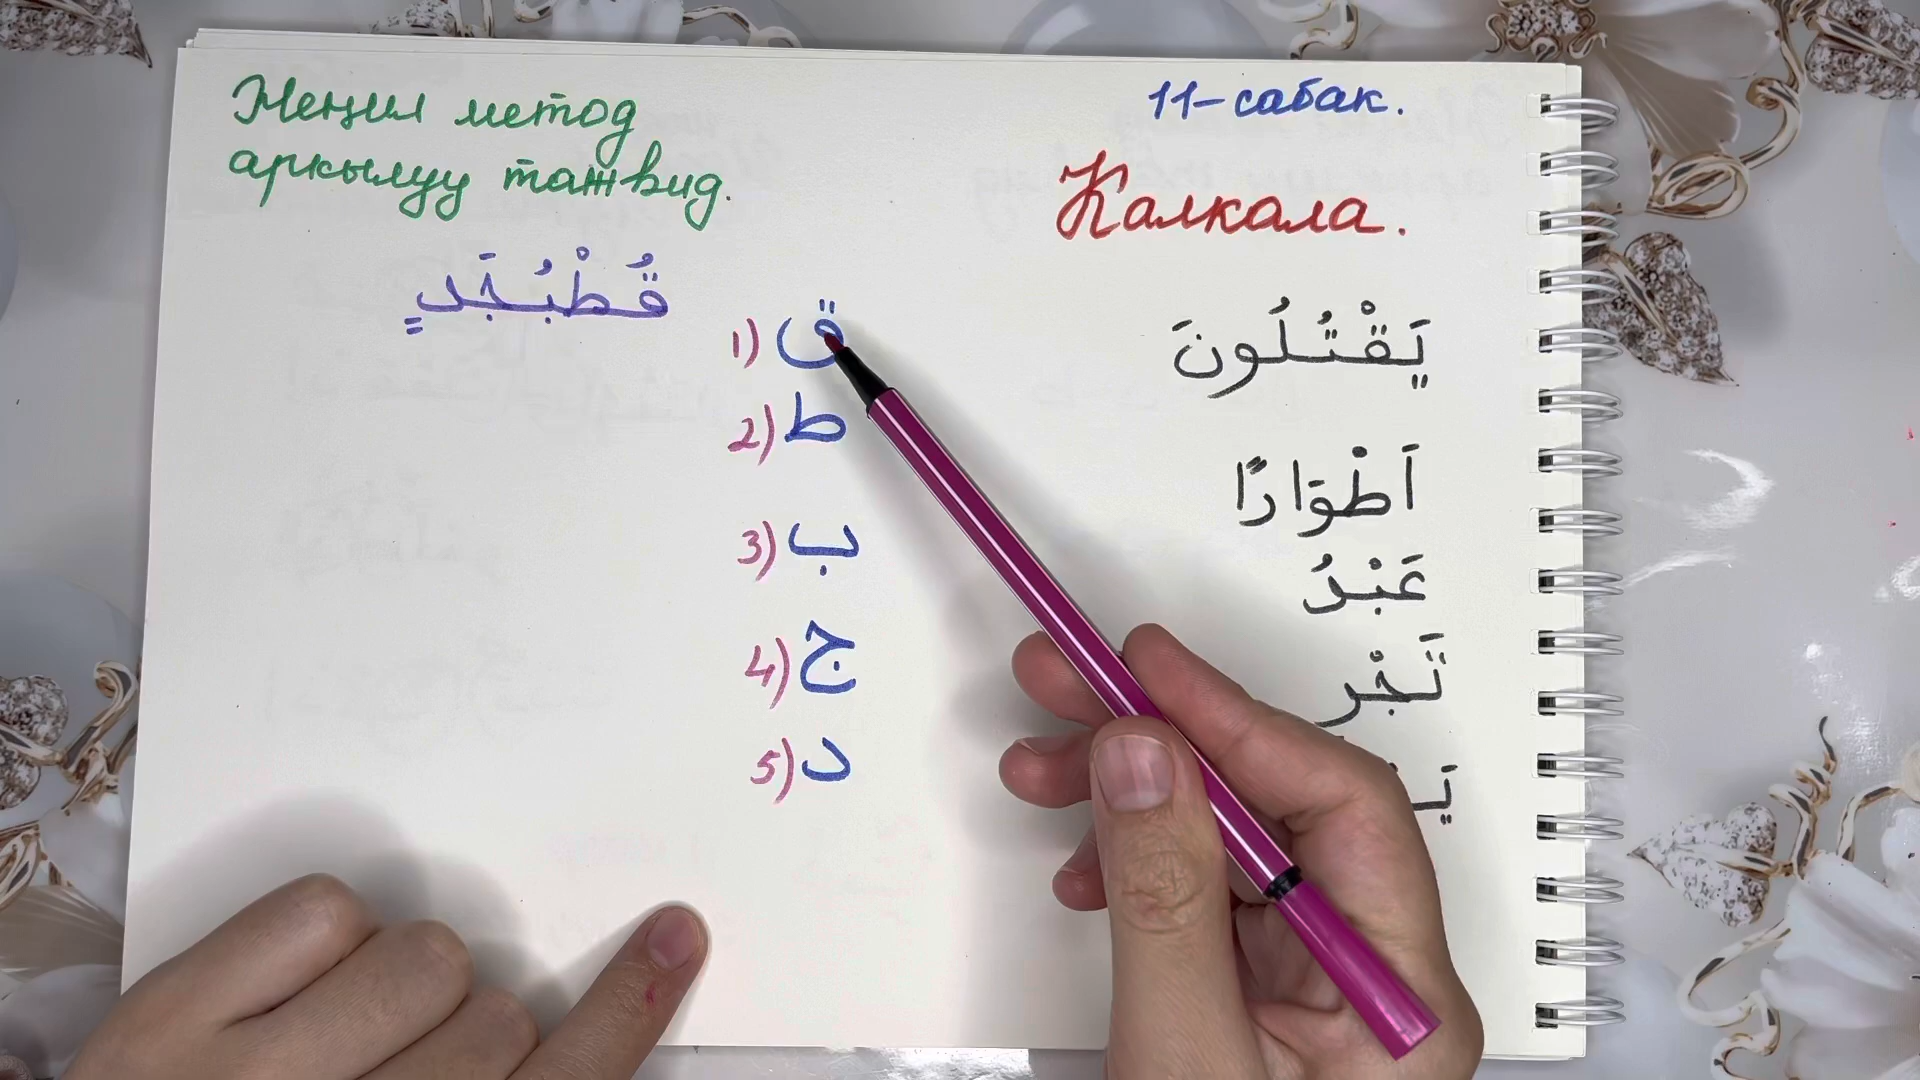 Жеңил метод
аркылуу тажвид.
11-сабак.
Калкала.
قُطْبُجَدٍ
1) ق
2) ط
3) ب
4) ج
5) د
يَقْتُلُونَ
اَطْوَارًا
عَبْدُ
تَجْر